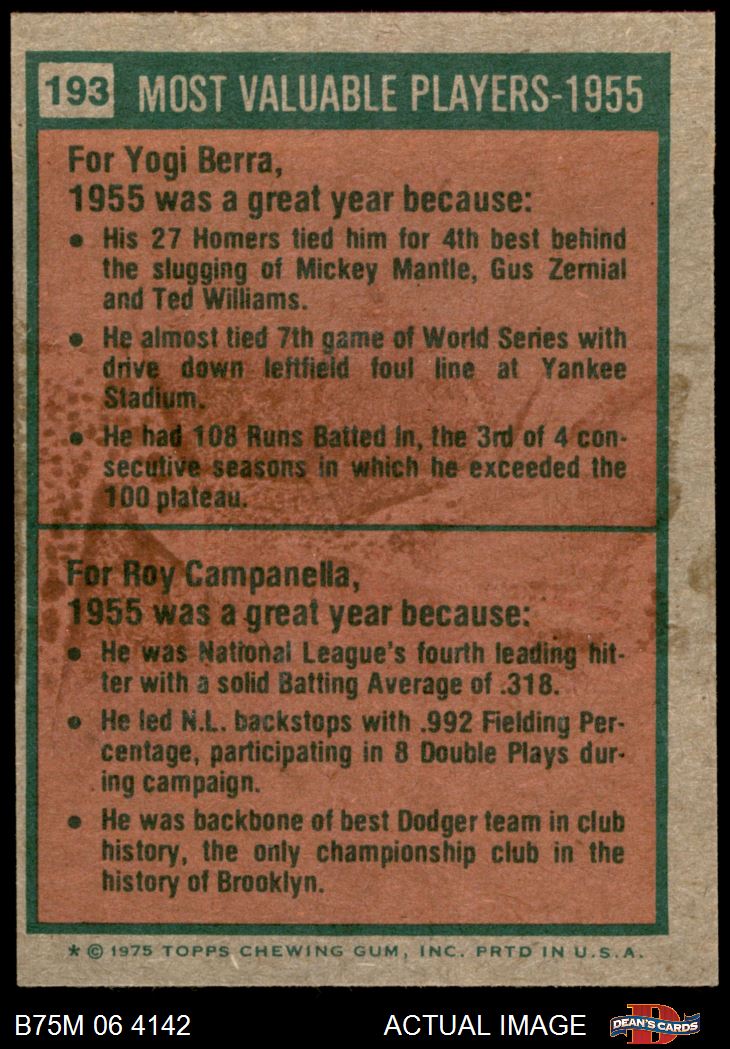 193 MOST VALUABLE PLAYERS-1955
For Yogi Berra,
1955 was a great year because:
• His 27 Homers tied him for 4th best behind
the slugging of Mickey Mantle, Gus Zernial
and Ted Williams.
• He almost tied 7th game of World Series with
drive down leftfield foul line at Yankee
Stadium.
• He had 108 Runs Batted In, the 3rd of 4 con-
secutive seasons in which he exceeded the
100 plateau.
For Roy Campanella,
1955 was a great year because:
• He was National League's fourth leading hit-
ter with a solid Batting Average of .318.
• He led N.L. backstops with .992 Fielding Per-
centage, participating in 8 Double Plays dur-
ing campaign.
• He was backbone of best Dodger team in club
history, the only championship club in the
history of Brooklyn.
* © 1975 TOPPS CHEWING GUM, INC. PRTD IN U.S.A.
B75M 06 4142 ACTUAL IMAGE DEAN'S CARDS